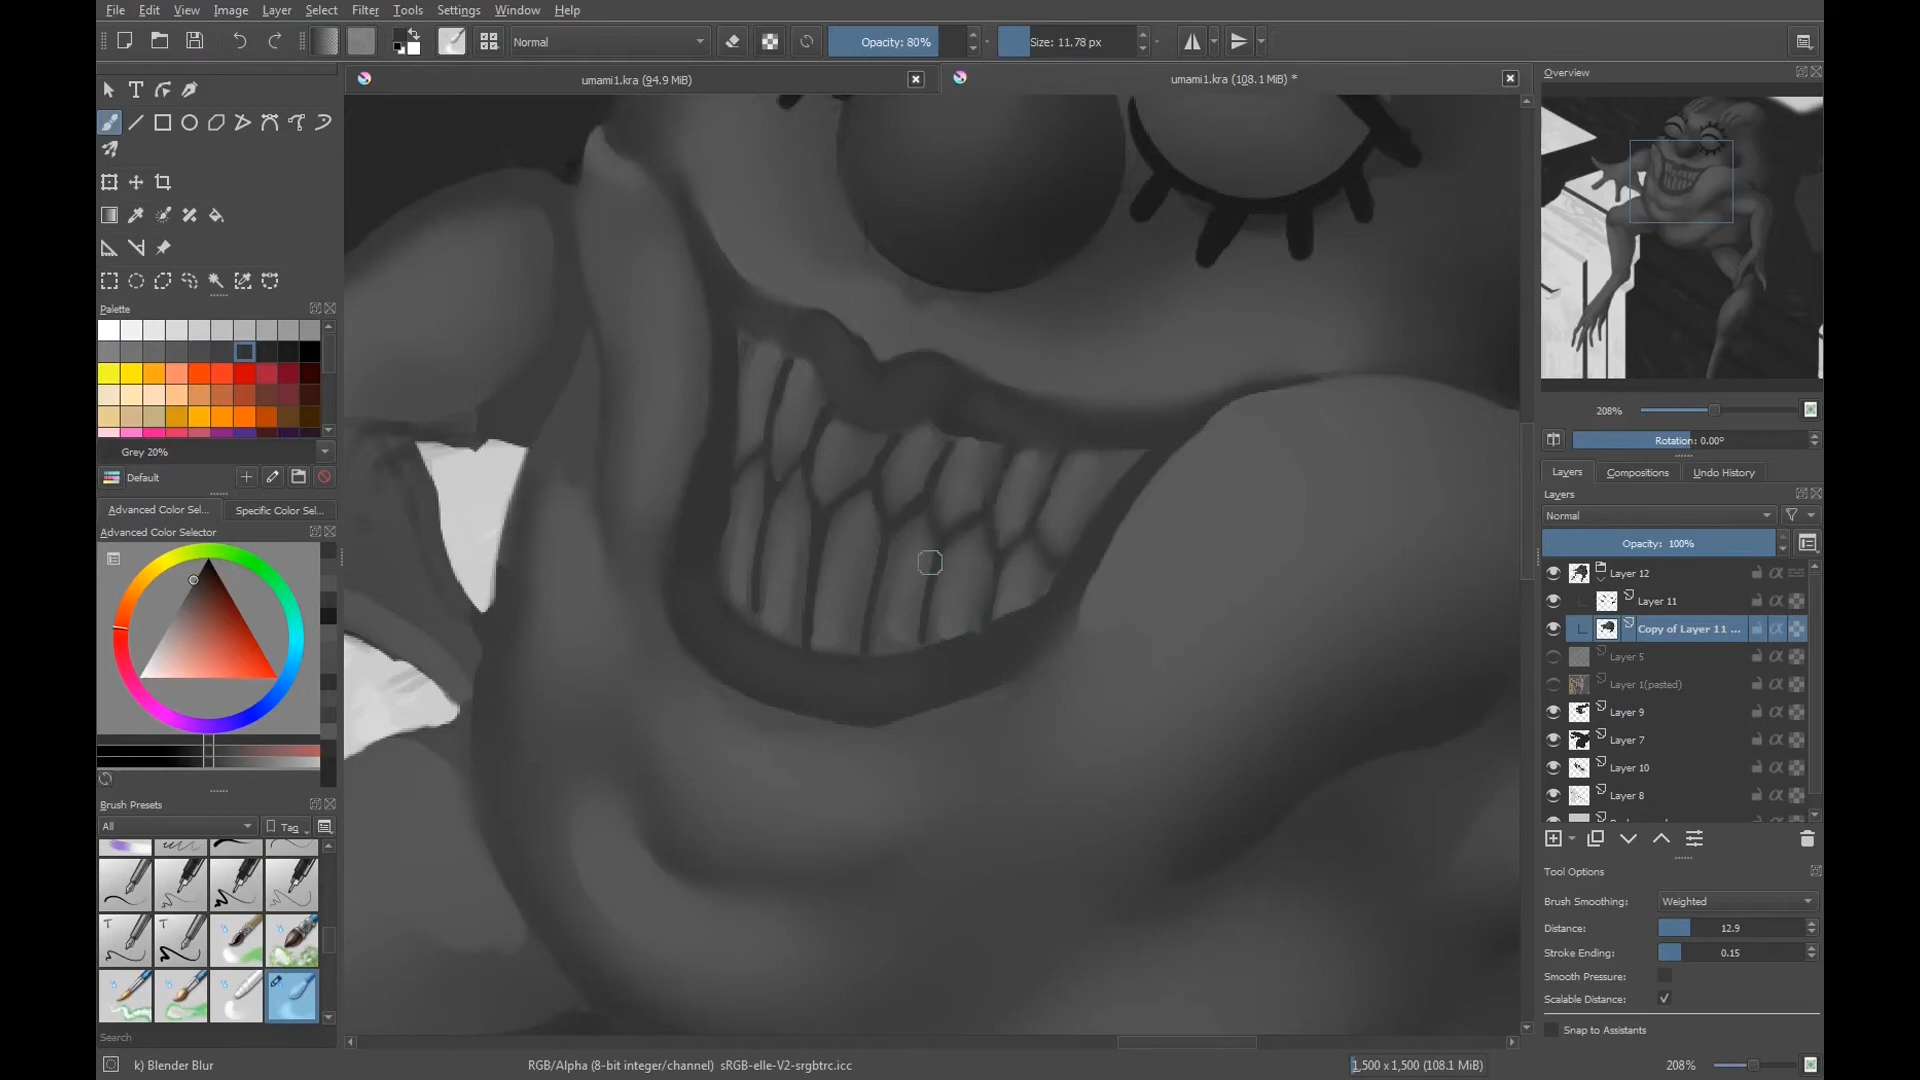 File Edit View Image Layer Select Filter Tools Settings Window Help
Normal
Opacity: 80%
Size: 11.78 px
umami1.kra (94.9 MiB)
umami1.kra (108.1 MiB) *
Overview
Palette
Grey 20%
Default
Advanced Color Sel...
Specific Color Sel...
Advanced Color Selector
Brush Presets
All
Tag
T
T
Search
k) Blender Blur
RGB/Alpha (8-bit integer/channel) sRGB-elle-V2-srgbtrc.icc
1,500 x 1,500 (108.1 MiB)
208%
208%
Rotation: 0.00°
Layers
Compositions
Undo History
Layers
Normal
Opacity: 100%
Layer 12
Layer 11
Copy of Layer 11 ...
Layer 5
Layer 1(pasted)
Layer 9
Layer 7
Layer 10
Layer 8
Tool Options
Brush Smoothing:
Weighted
Distance:
12.9
Stroke Ending:
0.15
Smooth Pressure:
Scalable Distance:
Snap to Assistants